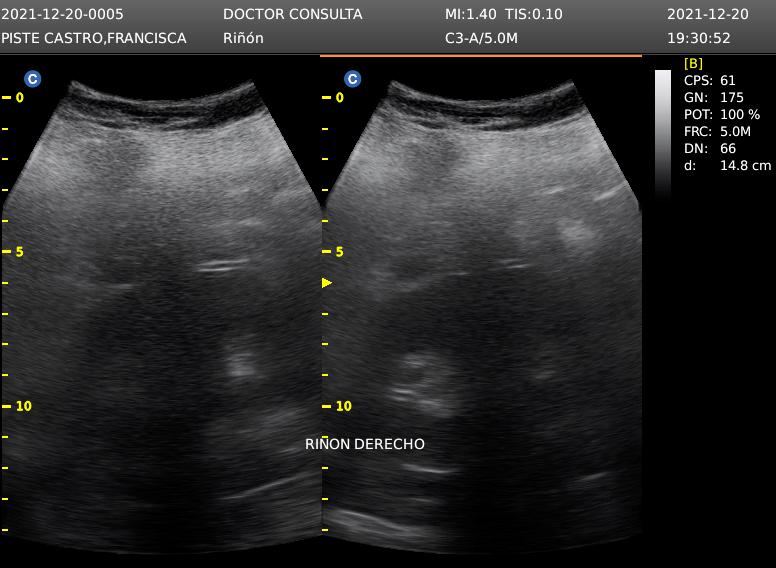 2021-12-20-0005 DOCTOR CONSULTA MI:1.40 TIS:0.10 2021-12-20
PISTE CASTRO,FRANCISCA Riñón C3-A/5.0M 19:30:52
[B]
C C
0 0
CPS: 61
GN: 175
POT: 100 %
FRC: 5.0M
DN: 66
d: 14.8 cm
5 5
10 10
RIÑON DERECHO